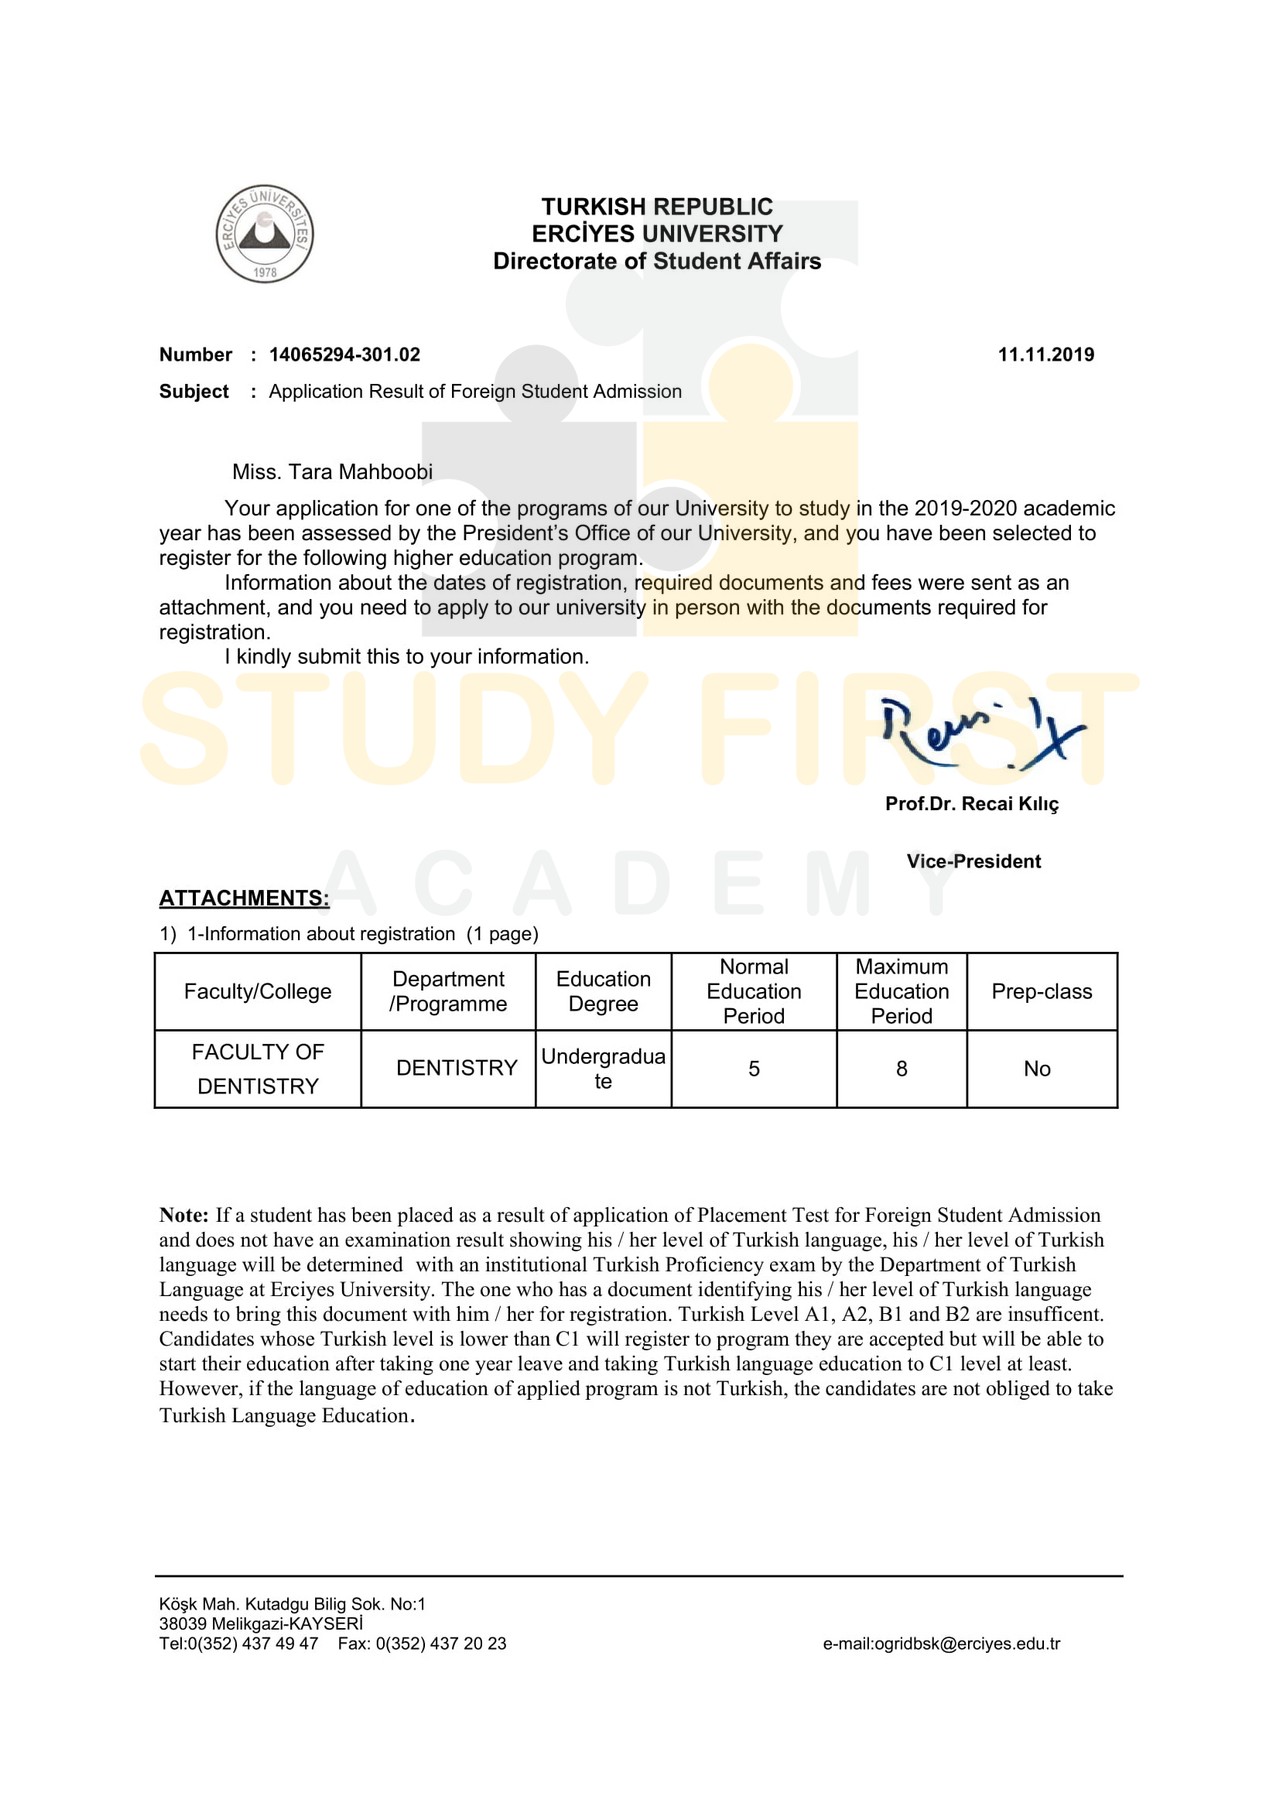 ERCİYES ÜNİVERSİTESİ
1978
TURKISH REPUBLIC
ERCİYES UNIVERSITY
Directorate of Student Affairs
Number : 14065294-301.02 11.11.2019
Subject : Application Result of Foreign Student Admission
Miss. Tara Mahboobi
Your application for one of the programs of our University to study in the 2019-2020 academic
year has been assessed by the President’s Office of our University, and you have been selected to
register for the following higher education program.
Information about the dates of registration, required documents and fees were sent as an
attachment, and you need to apply to our university in person with the documents required for
registration.
I kindly submit this to your information.
STUDY FIRST
Prof.Dr. Recai Kılıç
Vice-President
ACADEMY
ATTACHMENTS:
1) 1-Information about registration (1 page)
Faculty/College
Department
/Programme
Education
Degree
Normal
Education
Period
Maximum
Education
Period
Prep-class
FACULTY OF
DENTISTRY
DENTISTRY
Undergradua
te
5
8
No
Note: If a student has been placed as a result of application of Placement Test for Foreign Student Admission
and does not have an examination result showing his / her level of Turkish language, his / her level of Turkish
language will be determined with an institutional Turkish Proficiency exam by the Department of Turkish
Language at Erciyes University. The one who has a document identifying his / her level of Turkish language
needs to bring this document with him / her for registration. Turkish Level A1, A2, B1 and B2 are insufficent.
Candidates whose Turkish level is lower than C1 will register to program they are accepted but will be able to
start their education after taking one year leave and taking Turkish language education to C1 level at least.
However, if the language of education of applied program is not Turkish, the candidates are not obliged to take
Turkish Language Education.
Köşk Mah. Kutadgu Bilig Sok. No:1
38039 Melikgazi-KAYSERİ
Tel:0(352) 437 49 47 Fax: 0(352) 437 20 23 e-mail:ogridbsk@erciyes.edu.tr